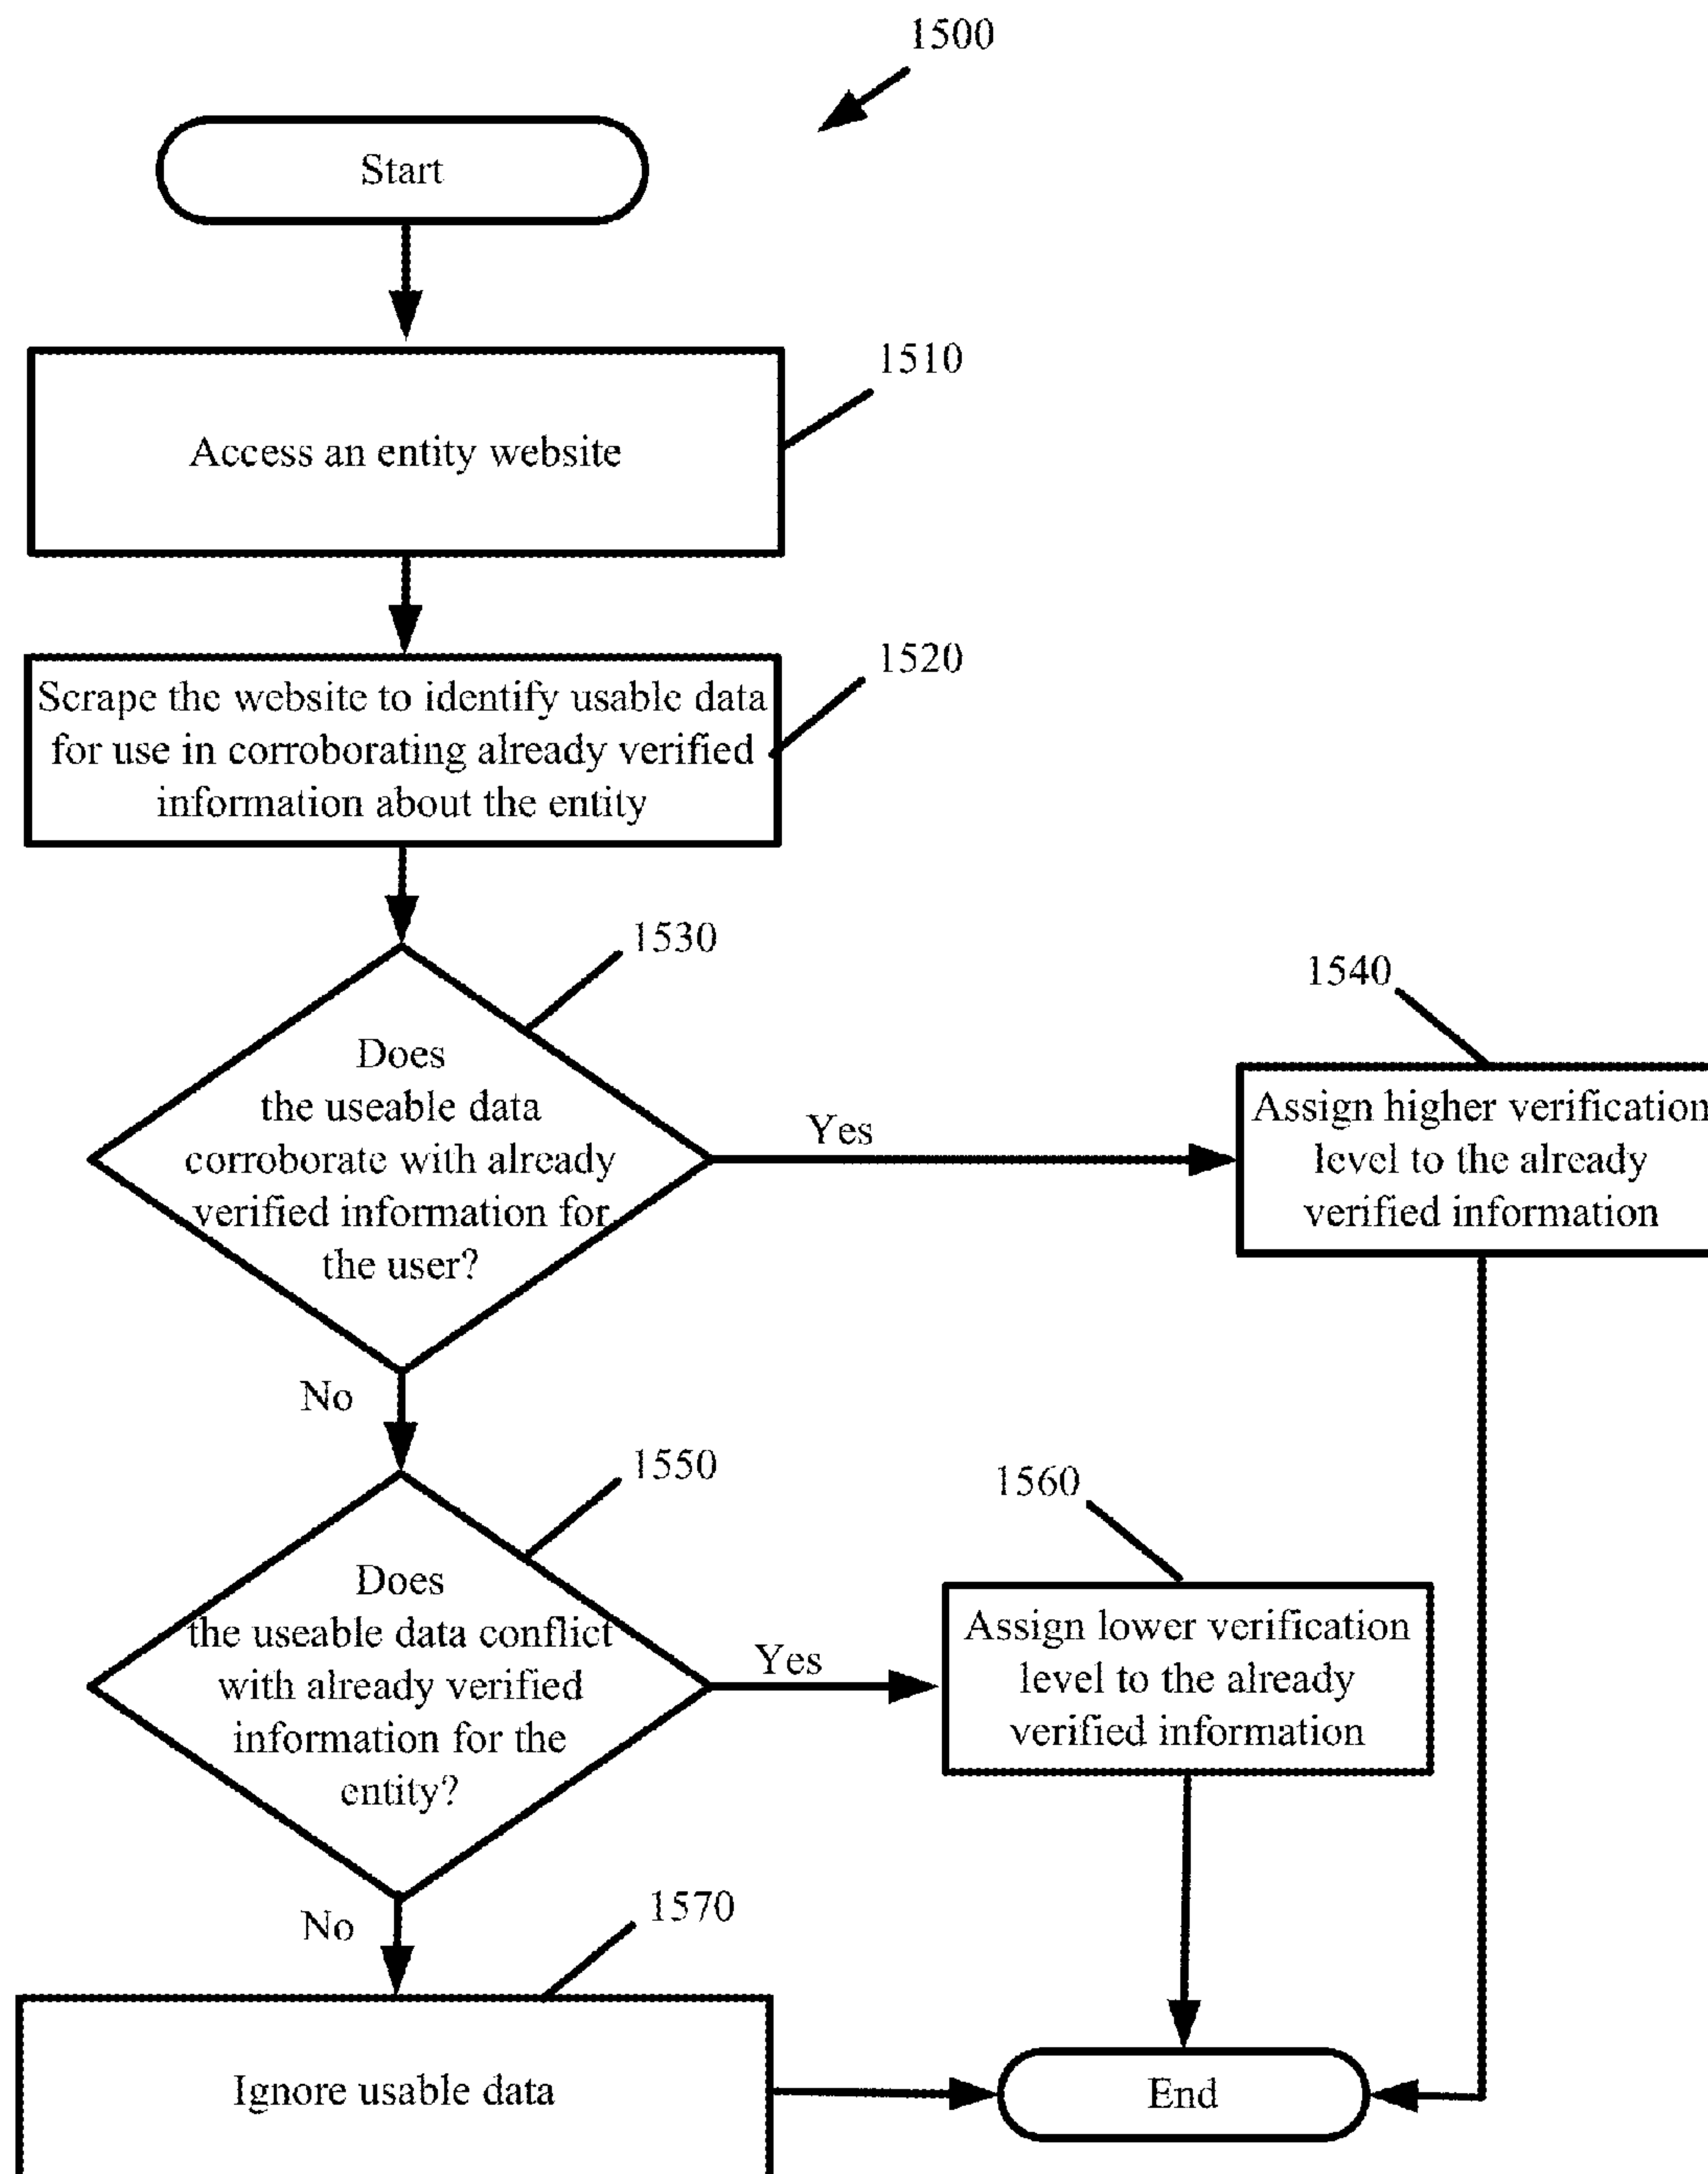 1500
Start
1510
Access an entity website
1520
Scrape the website to identify usable data
for use in corroborating already verified
information about the entity
1530
Does
the useable data
corroborate with already
verified information for
the user?
Yes
1540
Assign higher verification
level to the already
verified information
No
1550
Does
the useable data conflict
with already verified
information for the
entity?
Yes
1560
Assign lower verification
level to the already
verified information
No
1570
Ignore usable data
End